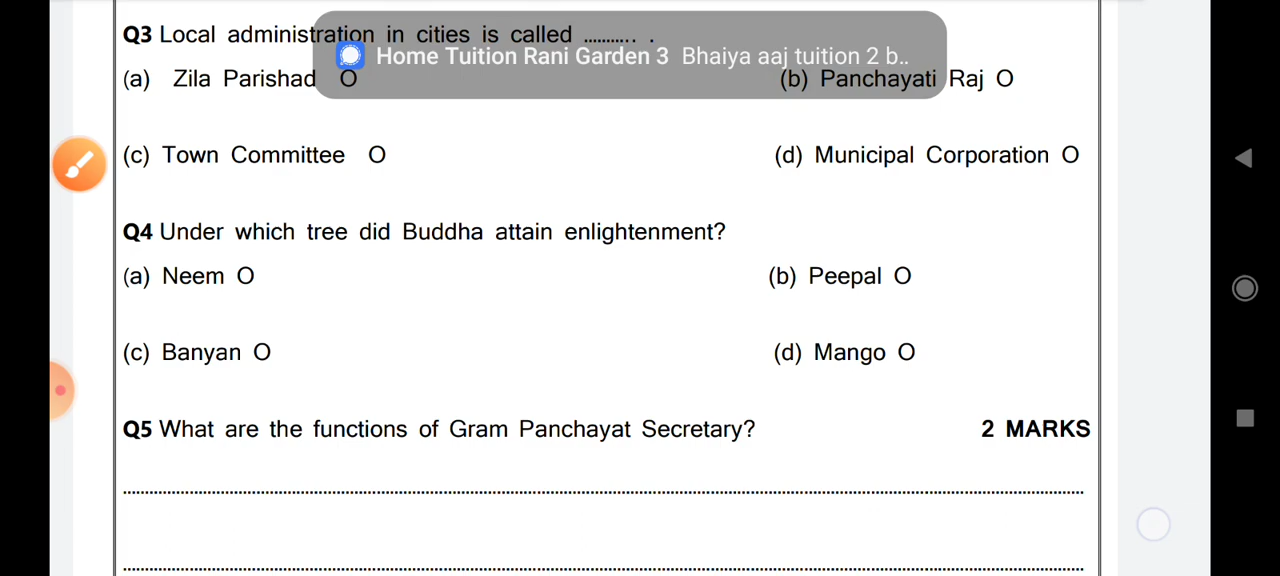 Q3 Local administration in cities is called ........... .
Home Tuition Rani Garden 3 Bhaiya aaj tuition 2 b..
(a) Zila Parishad O (b) Panchayati Raj O
(c) Town Committee O (d) Municipal Corporation O
Q4 Under which tree did Buddha attain enlightenment?
(a) Neem O (b) Peepal O
(c) Banyan O (d) Mango O
Q5 What are the functions of Gram Panchayat Secretary? 2 MARKS